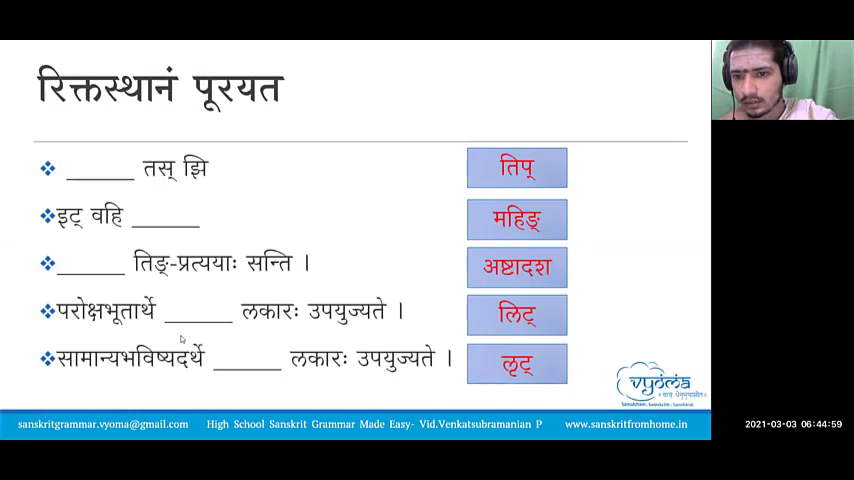 रिक्तस्थानं पूरयत
❖ ______ तस् झि
तिप्
❖ इट् वहि ______
महिङ्
❖ ______ तिङ्-प्रत्ययाः सन्ति ।
अष्टादश
❖ परोक्षभूतार्थे ______ लकारः उपयुज्यते ।
लिट्
❖ सामान्यभविष्यदर्थे ______ लकारः उपयुज्यते ।
लृट्
vyoma
sanskritgrammar.vyoma@gmail.com High School Sanskrit Grammar Made Easy- Vid.Venkatsubramanian P www.sanskritfromhome.in
2021-03-03 06:44:59